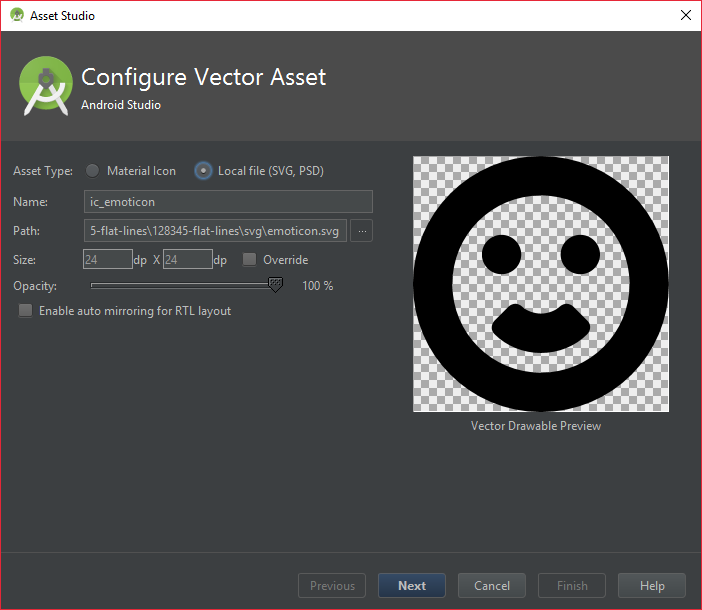 Asset Studio
Configure Vector Asset
Android Studio
Asset Type: Material Icon Local file (SVG, PSD)
Name: ic_emoticon
Path: 5-flat-lines\128345-flat-lines\svg\emoticon.svg ...
Size: 24 dp X 24 dp Override
Opacity: 100 %
Enable auto mirroring for RTL layout
Vector Drawable Preview
Previous Next Cancel Finish Help